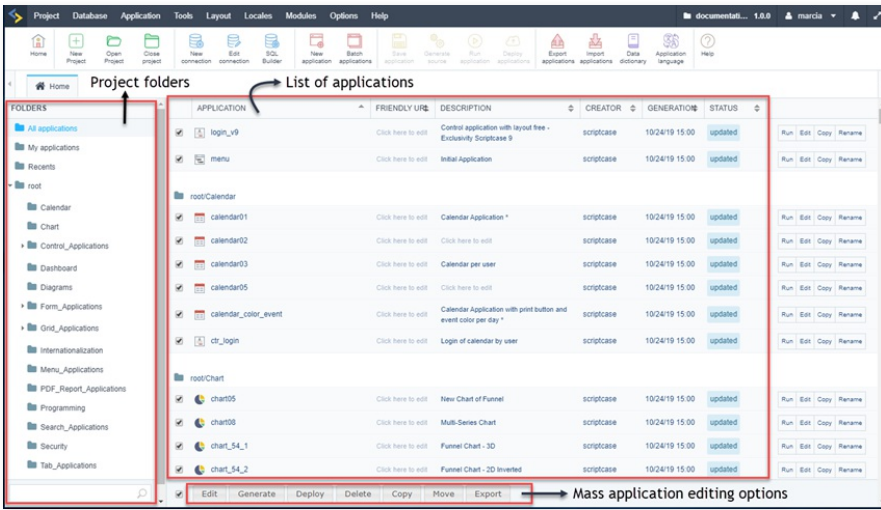 Project Database Application Tools Layout Locales Modules Options Help documentati... 1.0.0 marcia
Home New Project Open Project Close project New connection Edit connection SQL Builder New application Batch applications Save application Generate source Run application Deploy applications Export applications Import applications Data dictionary Application language Help
Home Project folders List of applications
FOLDERS
All applications
My applications
Recents
root
Calendar
Chart
Control_Applications
Dashboard
Diagrams
Form_Applications
Grid_Applications
Internationalization
Menu_Applications
PDF_Report_Applications
Programming
Search_Applications
Security
Tab_Applications
APPLICATION FRIENDLY URL DESCRIPTION CREATOR GENERATION STATUS
login_v9 Click here to edit Control application with layout free - scriptcase 10/24/19 15:00 updated Run Edit Copy Rename
Exclusivity Scriptcase 9
menu Click here to edit Initial Application scriptcase 10/24/19 15:00 updated Run Edit Copy Rename
root/Calendar
calendar01 Click here to edit Calendar Application * scriptcase 10/24/19 15:00 updated Run Edit Copy Rename
calendar02 Click here to edit Click here to edit scriptcase 10/24/19 15:00 updated Run Edit Copy Rename
calendar03 Click here to edit Calendar per user scriptcase 10/24/19 15:00 updated Run Edit Copy Rename
calendar05 Click here to edit Click here to edit scriptcase 10/24/19 15:00 updated Run Edit Copy Rename
calendar_color_event Click here to edit Calendar Application with print button and scriptcase 10/24/19 15:00 updated Run Edit Copy Rename
event color per day *
ctr_login Click here to edit Login of calendar by user scriptcase 10/24/19 15:00 updated Run Edit Copy Rename
root/Chart
chart05 Click here to edit New Chart of Funnel scriptcase 10/24/19 15:00 updated Run Edit Copy Rename
chart08 Click here to edit Multi-Series Chart scriptcase 10/24/19 15:00 updated Run Edit Copy Rename
chart_54_1 Click here to edit Funnel Chart - 3D scriptcase 10/24/19 15:00 updated Run Edit Copy Rename
chart_54_2 Click here to edit Funnel Chart - 2D Inverted scriptcase 10/24/19 15:00 updated Run Edit Copy Rename
Edit Generate Deploy Delete Copy Move Export Mass application editing options